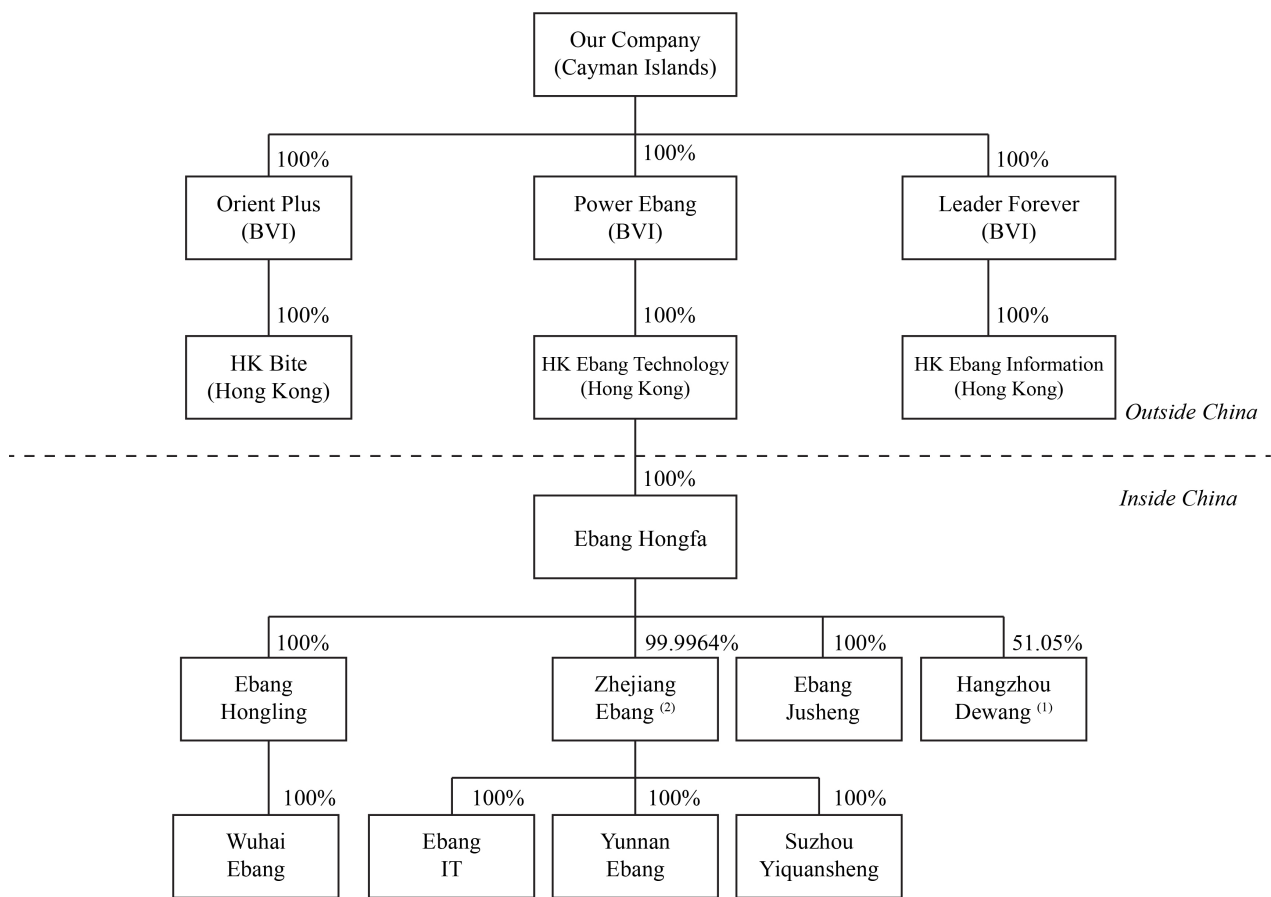 Our Company
(Cayman Islands)
100%
100%
100%
Orient Plus
(BVI)
Power Ebang
(BVI)
Leader Forever
(BVI)
100%
100%
100%
HK Bite
(Hong Kong)
HK Ebang Technology
(Hong Kong)
HK Ebang Information
(Hong Kong)
Outside China
100%
Inside China
Ebang Hongfa
100%
99.9964%
100%
51.05%
Ebang
Hongling
Zhejiang
Ebang (2)
Ebang
Jusheng
Hangzhou
Dewang (1)
100%
100%
100%
100%
Wuhai
Ebang
Ebang
IT
Yunnan
Ebang
Suzhou
Yiquansheng